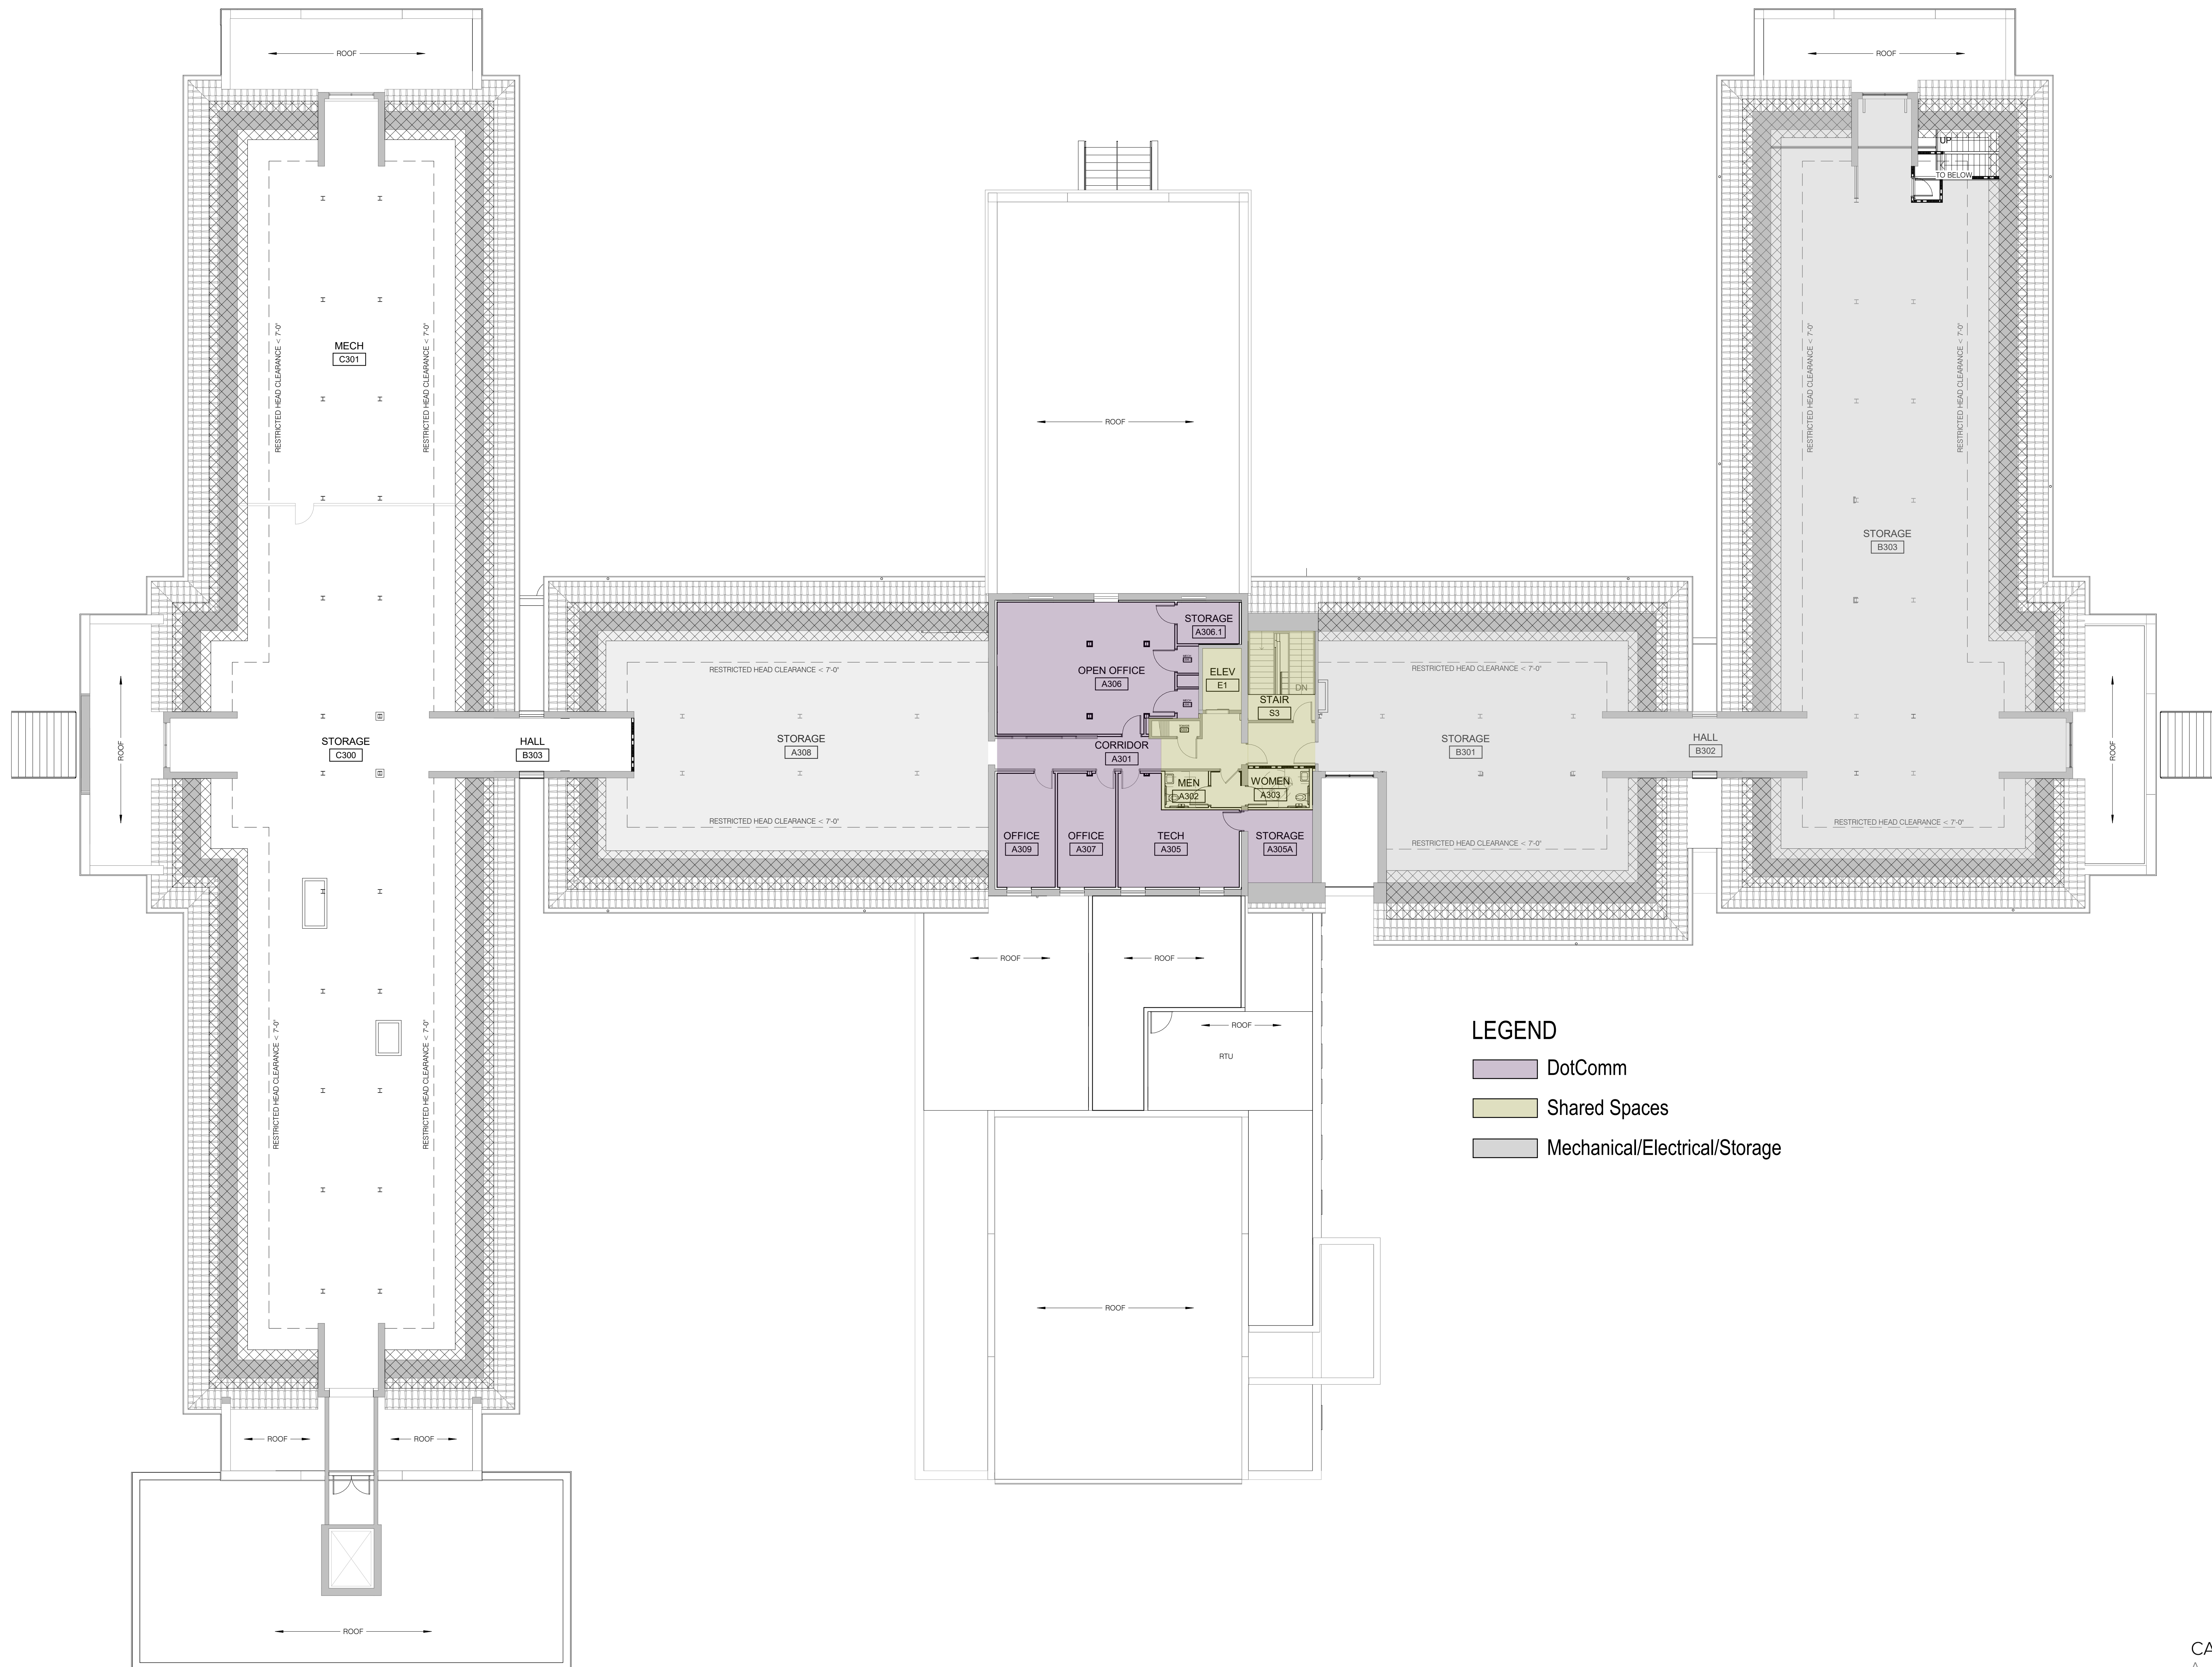 ROOF
ROOF
UP
TO BELOW
RESTRICTED HEAD CLEARANCE < 7'-0"
RESTRICTED HEAD CLEARANCE < 7'-0"
MECH
C301
RESTRICTED HEAD CLEARANCE < 7'-0"
RESTRICTED HEAD CLEARANCE < 7'-0"
ROOF
STORAGE
B303
STORAGE
A306.1
OPEN OFFICE
A306
ELEV
E1
DN
STAIR
S3
RESTRICTED HEAD CLEARANCE < 7'-0"
RESTRICTED HEAD CLEARANCE < 7'-0"
ROOF
STORAGE
C300
HALL
B303
STORAGE
A308
CORRIDOR
A301
STORAGE
B301
HALL
B302
ROOF
MEN
A302
WOMEN
A303
RESTRICTED HEAD CLEARANCE < 7'-0"
RESTRICTED HEAD CLEARANCE < 7'-0"
RESTRICTED HEAD CLEARANCE < 7'-0"
OFFICE
A309
OFFICE
A307
TECH
A305
STORAGE
A305A
ROOF
ROOF
ROOF
RTU
RESTRICTED HEAD CLEARANCE < 7'-0"
RESTRICTED HEAD CLEARANCE < 7'-0"
LEGEND
DotComm
Shared Spaces
Mechanical/Electrical/Storage
ROOF
ROOF
ROOF
ROOF
CA